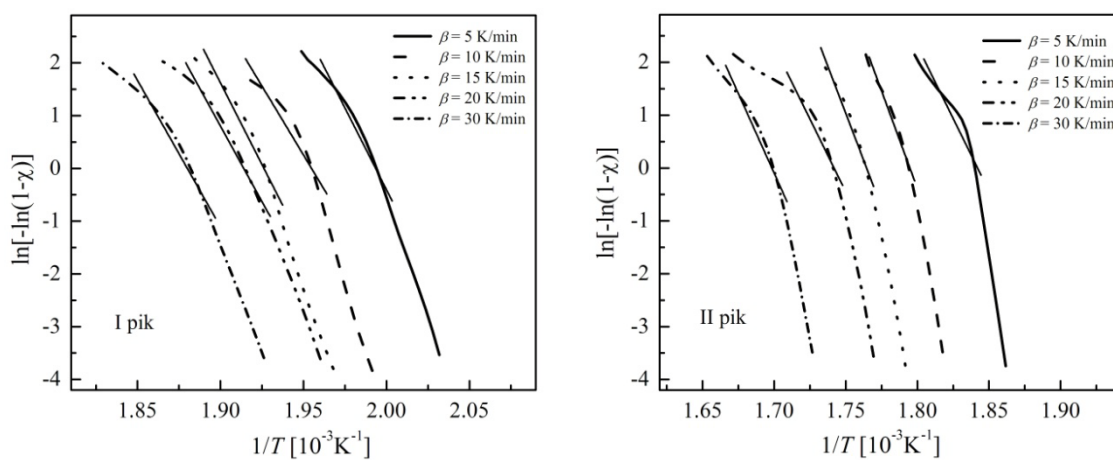 β = 5 K/min
β = 10 K/min
β = 15 K/min
β = 20 K/min
β = 30 K/min
2
1
0
-1
-2
-3
-4
ln[-ln(1-χ)]
I pik
1.85 1.90 1.95 2.00 2.05
1/T [10⁻³K⁻¹]
β = 5 K/min
β = 10 K/min
β = 15 K/min
β = 20 K/min
β = 30 K/min
2
1
0
-1
-2
-3
-4
ln[-ln(1-χ)]
II pik
1.65 1.70 1.75 1.80 1.85 1.90
1/T [10⁻³K⁻¹]